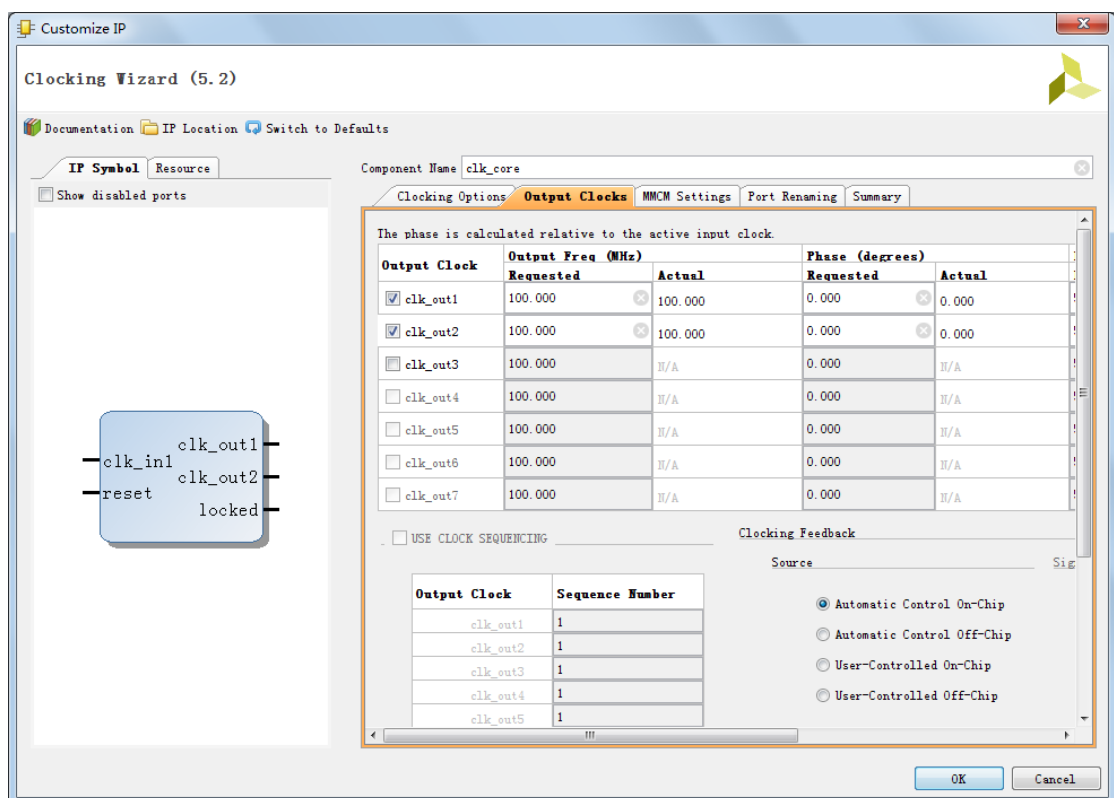 Customize IP
Clocking Wizard (5.2)
Documentation IP Location Switch to Defaults
IP Symbol Resource
Show disabled ports
clk_in1
reset
clk_out1
clk_out2
locked
Component Name clk_core
Clocking Options Output Clocks MMCM Settings Port Renaming Summary
The phase is calculated relative to the active input clock.
Output Clock Output Freq (MHz) Phase (degrees)
Requested Actual Requested Actual
clk_out1 100.000 100.000 0.000 0.000
clk_out2 100.000 100.000 0.000 0.000
clk_out3 100.000 N/A 0.000 N/A
clk_out4 100.000 N/A 0.000 N/A
clk_out5 100.000 N/A 0.000 N/A
clk_out6 100.000 N/A 0.000 N/A
clk_out7 100.000 N/A 0.000 N/A
USE CLOCK SEQUENCING
Output Clock Sequence Number
clk_out1 1
clk_out2 1
clk_out3 1
clk_out4 1
clk_out5 1
Clocking Feedback
Source Sig
Automatic Control On-Chip
Automatic Control Off-Chip
User-Controlled On-Chip
User-Controlled Off-Chip
OK Cancel